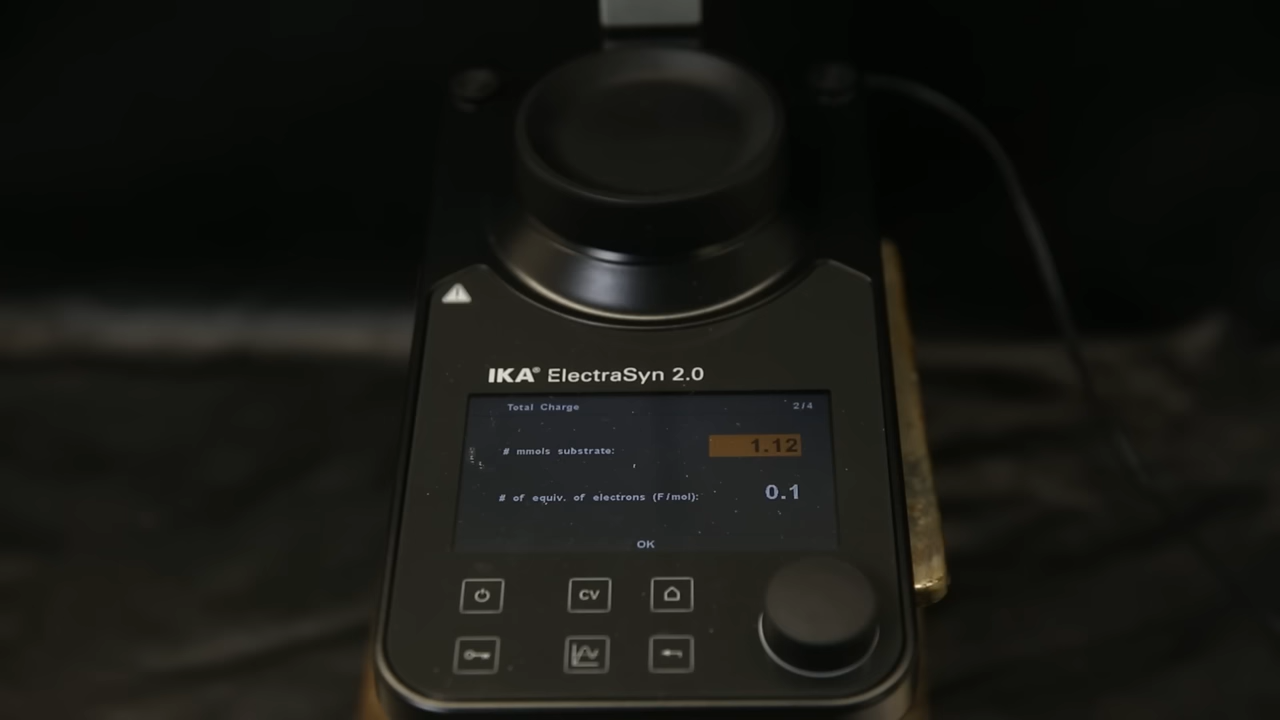 IKA® ElectraSyn 2.0
Total Charge 2/4
# mmols substrate: 1.12
# of equiv. of electrons (F/mol): 0.1
OK
CV